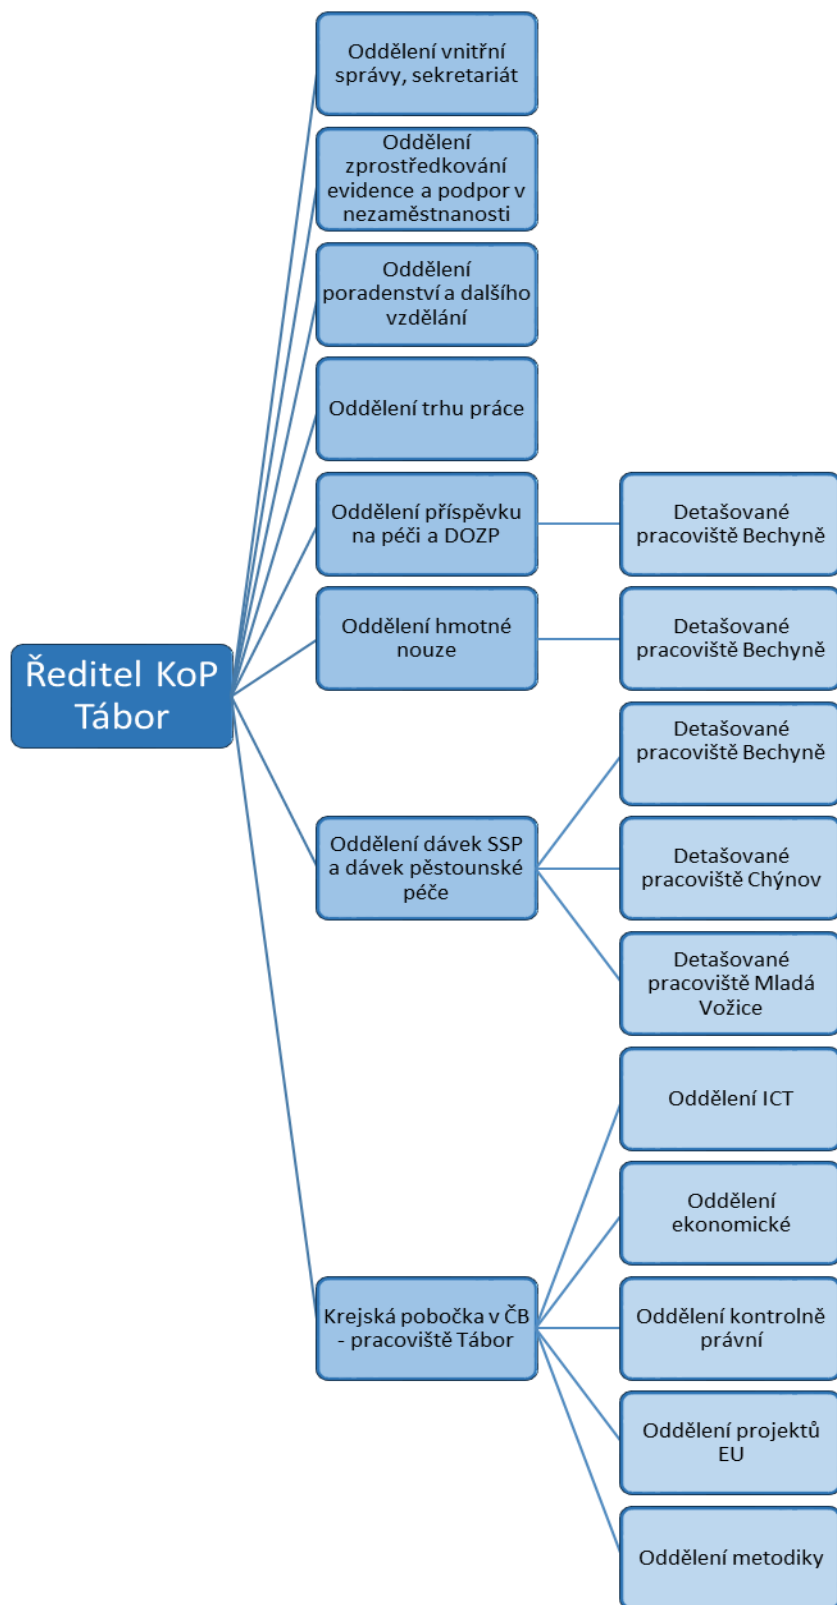 Oddělení vnitřní
správy, sekretariát
Oddělení
zprostředkování
evidence a podpor v
nezaměstnanosti
Oddělení
poradenství a dalšího
vzdělání
Oddělení trhu práce
Oddělení příspěvku
na péči a DOZP
Detašované
pracoviště Bechyně
Oddělení hmotné
nouze
Detašované
pracoviště Bechyně
Ředitel KoP
Tábor
Detašované
pracoviště Bechyně
Oddělení dávek SSP
a dávek pěstounské
péče
Detašované
pracoviště Chýnov
Detašované
pracoviště Mladá
Vožice
Oddělení ICT
Oddělení
ekonomické
Krejská pobočka v ČB
- pracoviště Tábor
Oddělení kontrolně
právní
Oddělení projektů
EU
Oddělení metodiky